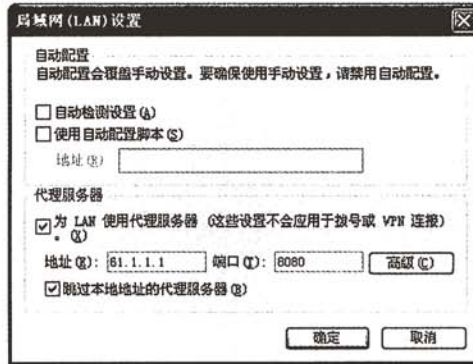 局域网(LAN)设置
自动配置
自动配置会覆盖手动设置。要确保使用手动设置，请禁用自动配置。
自动检测设置(A)
使用自动配置脚本(S)
地址(R)
代理服务器
为 LAN 使用代理服务器 (这些设置不会应用于拨号或 VPN 连接)
。(X)
地址(E): 61.1.1.1 端口(T): 8080 高级(C)
跳过本地地址的代理服务器(B)
确定 取消